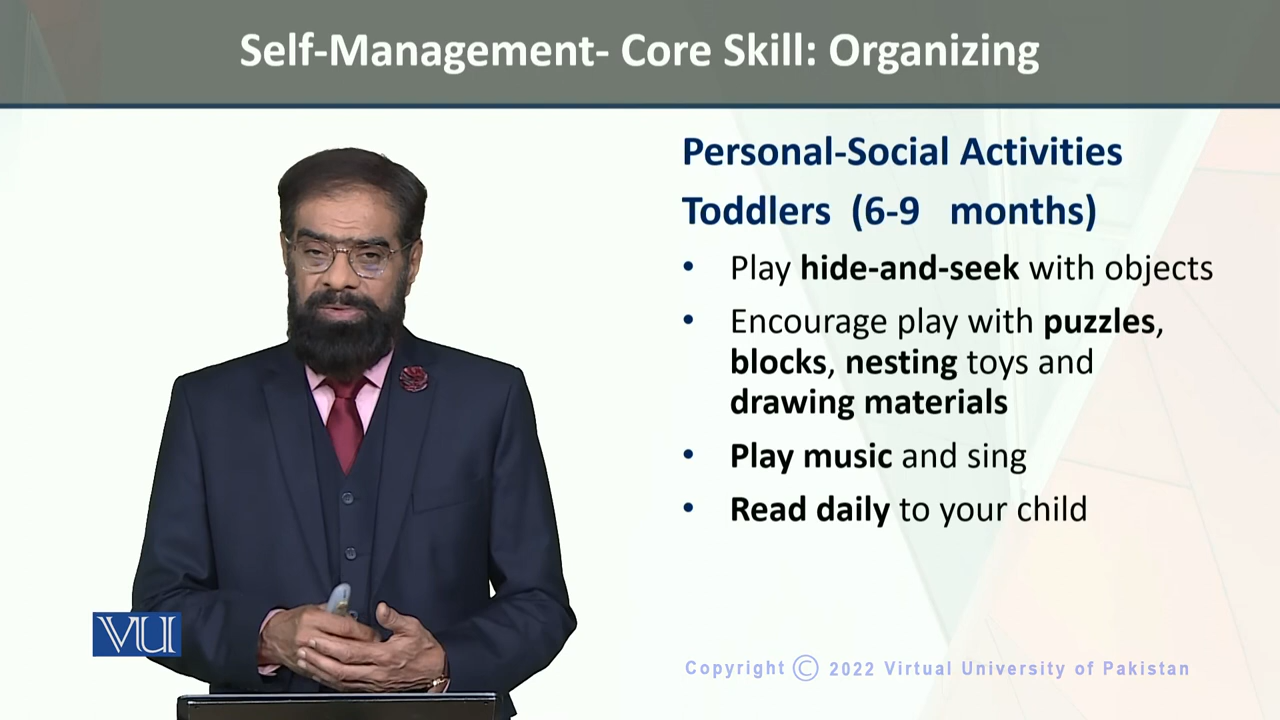 Self-Management- Core Skill: Organizing
Personal-Social Activities
Toddlers (6-9 months)
• Play hide-and-seek with objects
• Encourage play with puzzles,
blocks, nesting toys and
drawing materials
• Play music and sing
• Read daily to your child
VU
Copyright © 2022 Virtual University of Pakistan